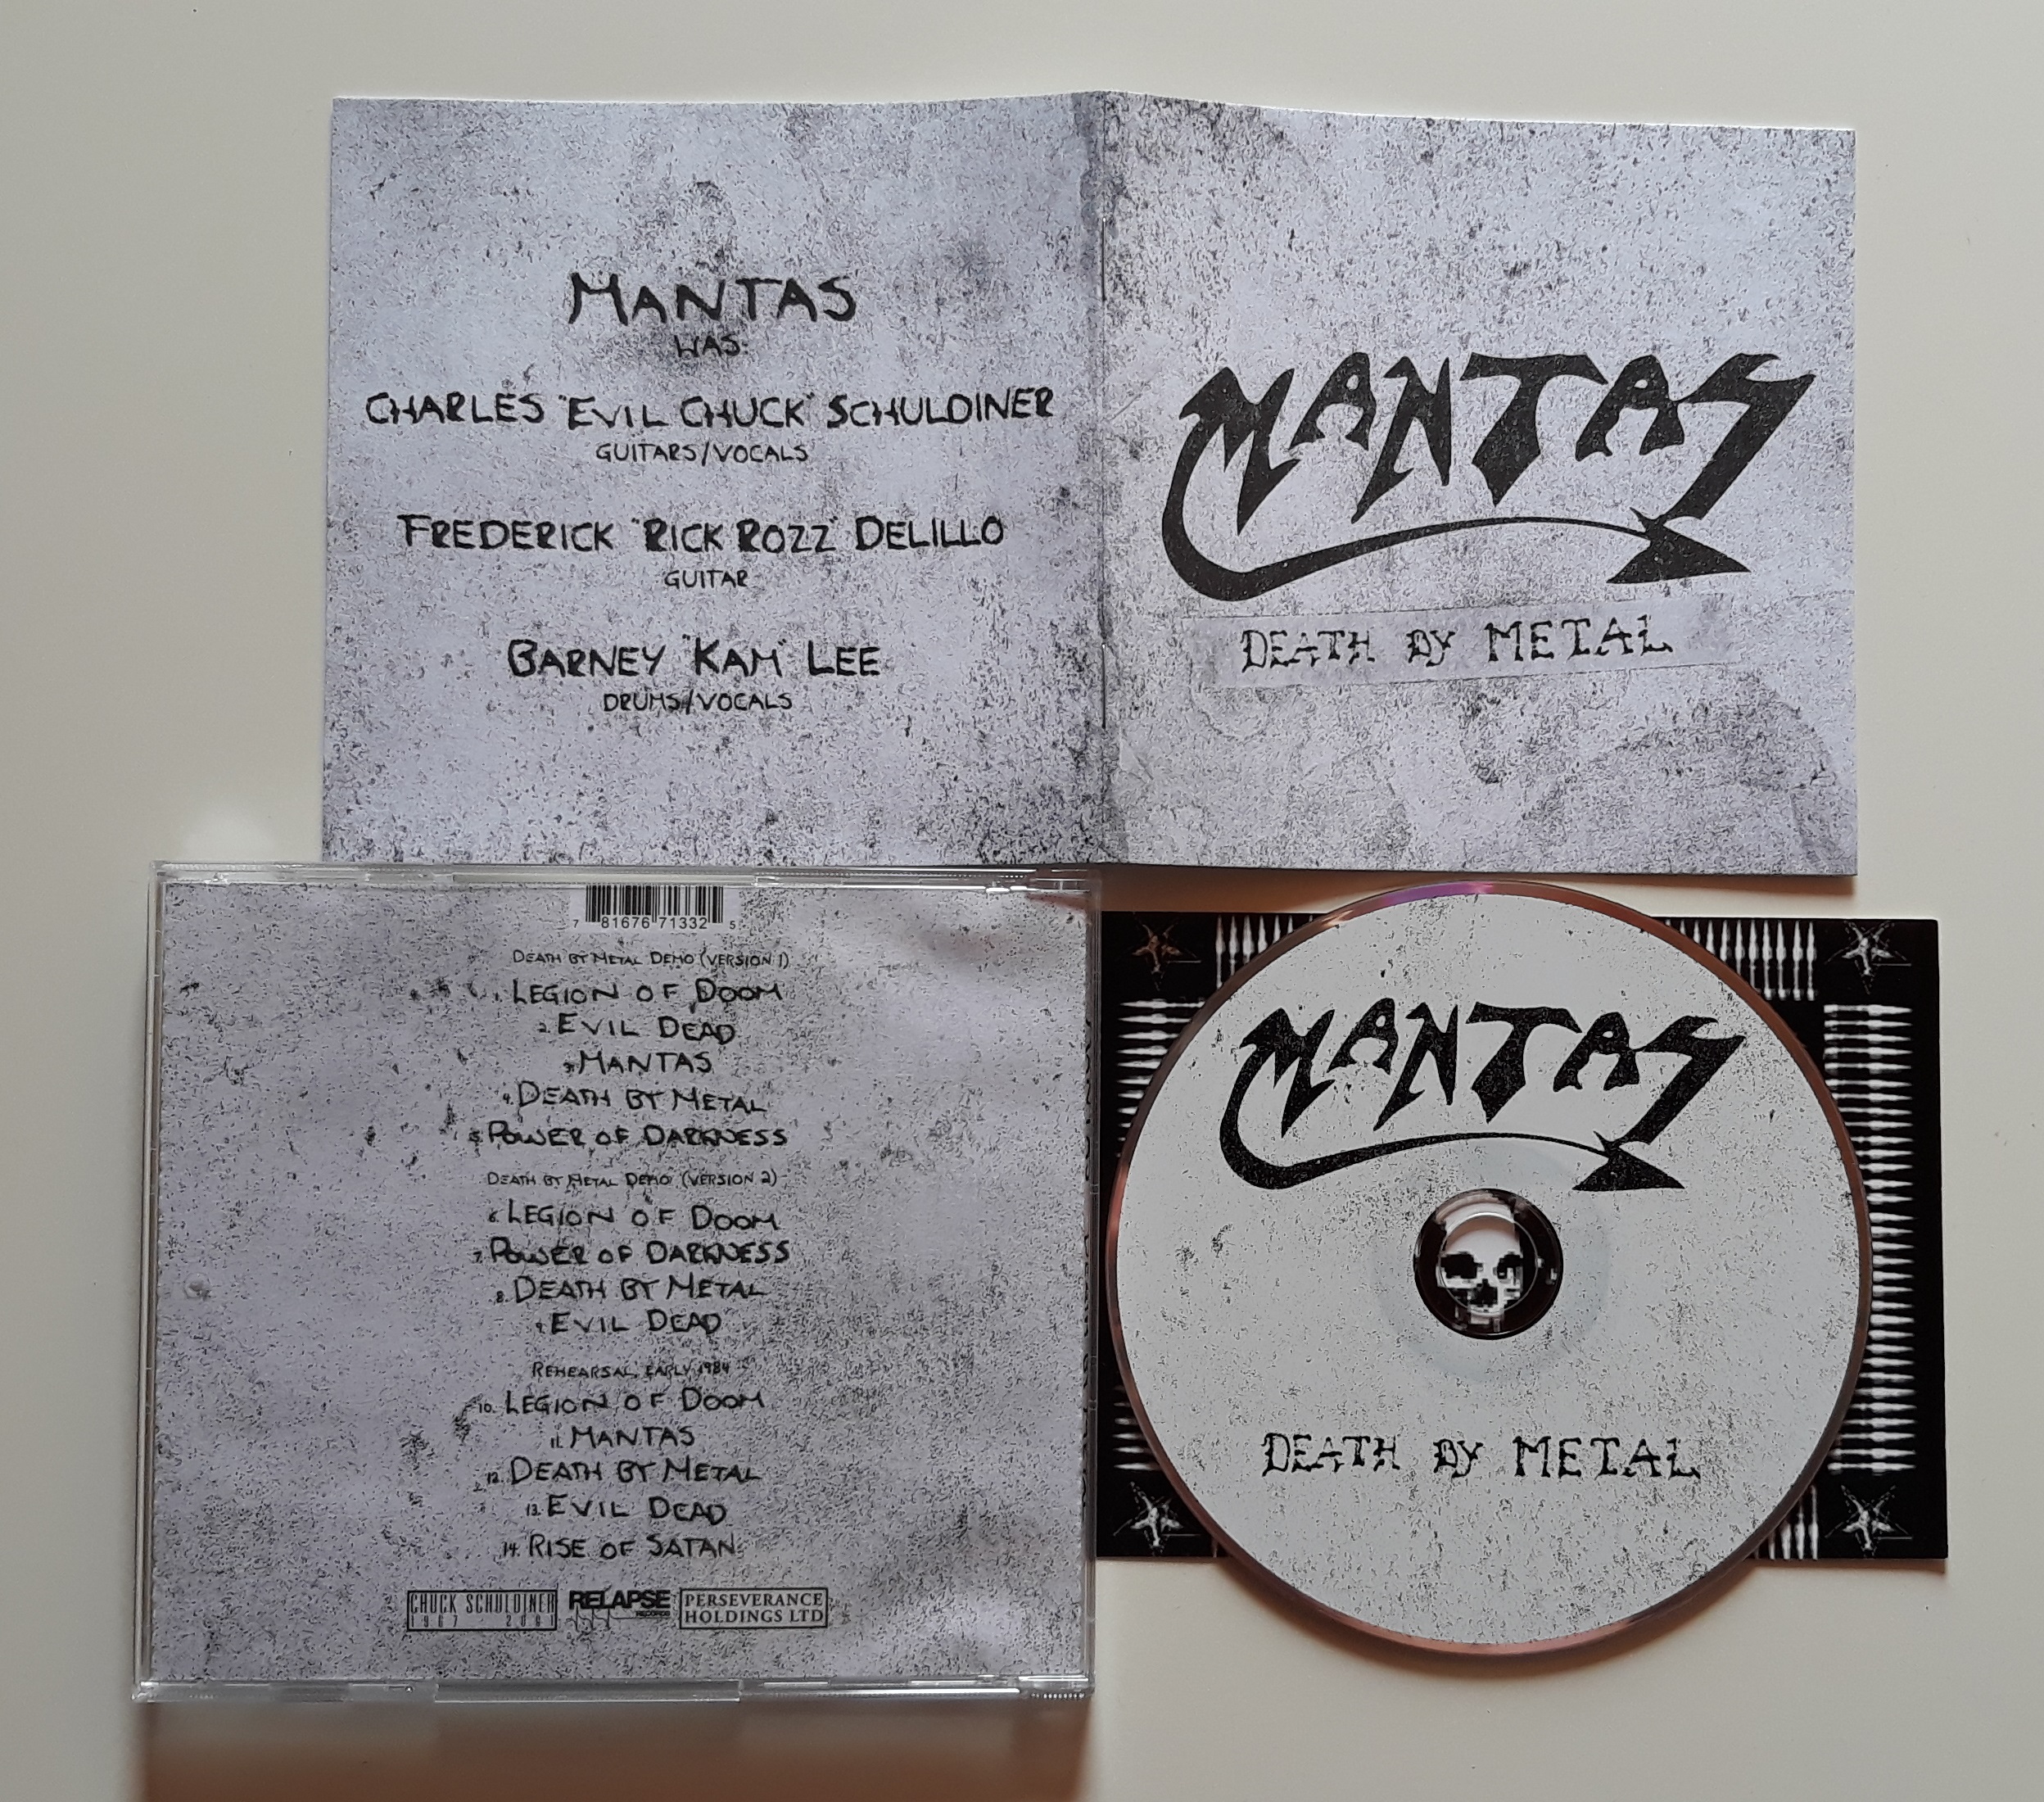 MANTAS
WAS:
CHARLES "EVIL CHUCK" SCHULDINER
GUITARS/VOCALS
FREDERICK "RICK ROZZ" DELILLO
GUITAR
BARNEY "KAM" LEE
DRUMS/VOCALS
MANTAS
DEATH BY METAL
7 81676 71332 5
DEATH BY METAL DEMO (VERSION 1)
1. LEGION OF DOOM
2. EVIL DEAD
3. MANTAS
4. DEATH BY METAL
5. POWER OF DARKNESS
DEATH BY METAL DEMO (VERSION 2)
6. LEGION OF DOOM
7. POWER OF DARKNESS
8. DEATH BY METAL
9. EVIL DEAD
REHEARSAL, EARLY 1984
10. LEGION OF DOOM
11. MANTAS
12. DEATH BY METAL
13. EVIL DEAD
14. RISE OF SATAN
CHUCK SCHULDINER
1967 2001
RELAPSE
RECORDS
PERSEVERANCE
HOLDINGS LTD
MANTAS
DEATH BY METAL